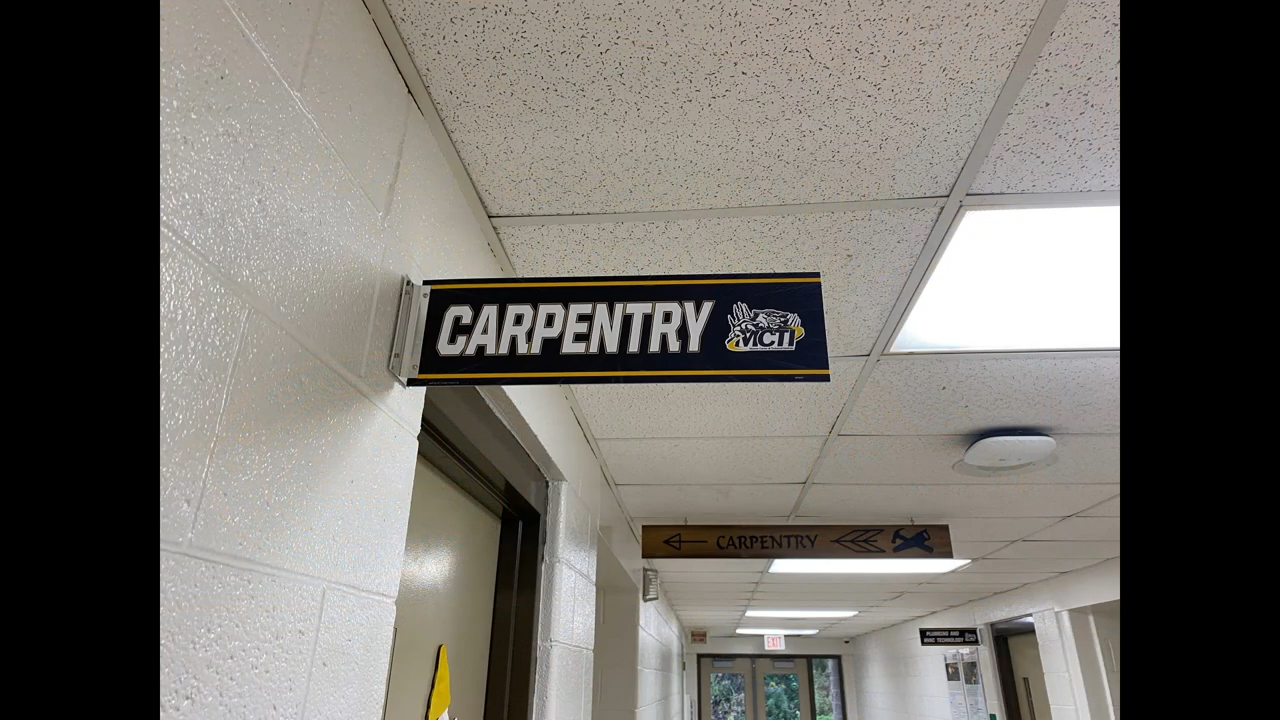 CARPENTRY
MCTI
CARPENTRY
PLUMBING AND
HVAC TECHNOLOGY
EXIT